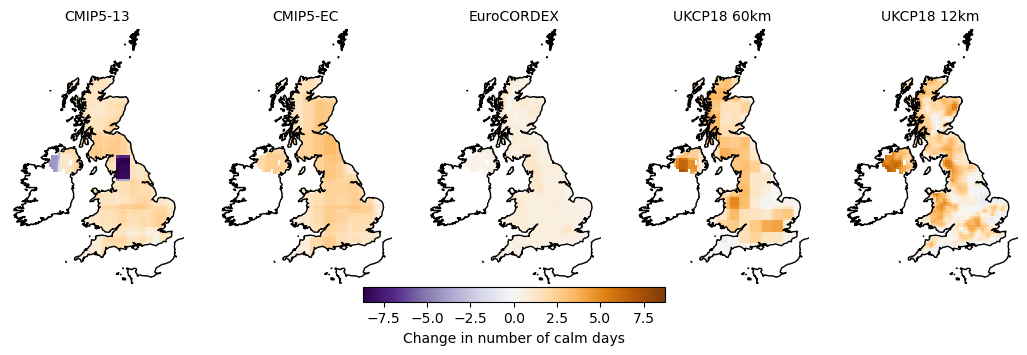 CMIP5-13 CMIP5-EC EuroCORDEX UKCP18 60km UKCP18 12km
−7.5 −5.0 −2.5 0.0 2.5 5.0 7.5
Change in number of calm days